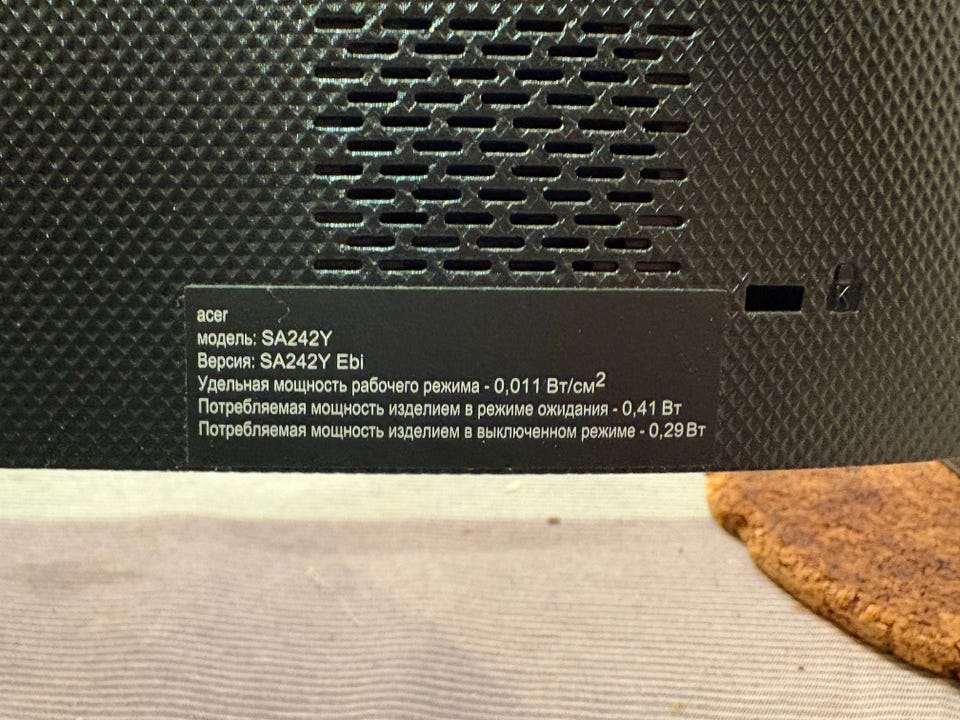 acer
модель: SA242Y
Версия: SA242Y Ebi
Удельная мощность рабочего режима - 0,011 Вт/см2
Потребляемая мощность изделием в режиме ожидания - 0,41 Вт
Потребляемая мощность изделием в выключенном режиме - 0,29 Вт
K